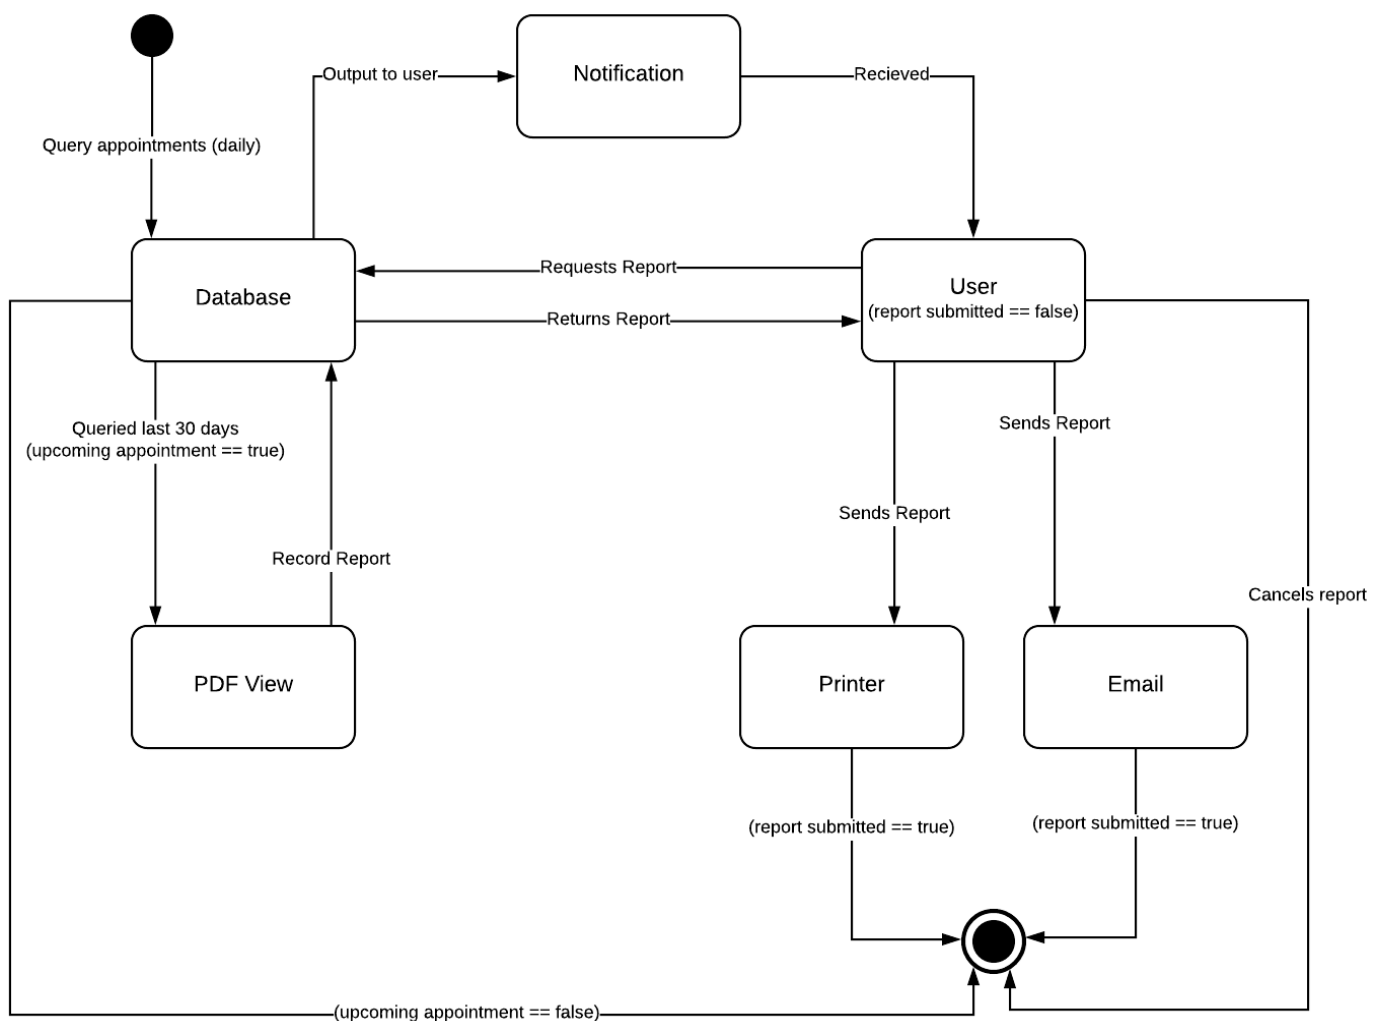 Output to user
Notification
Recieved
Query appointments (daily)
Database
Requests Report
Returns Report
User
(report submitted == false)
Queried last 30 days
(upcoming appointment == true)
Sends Report
Sends Report
Record Report
Cancels report
PDF View
Printer
Email
(report submitted == true)
(report submitted == true)
(upcoming appointment == false)